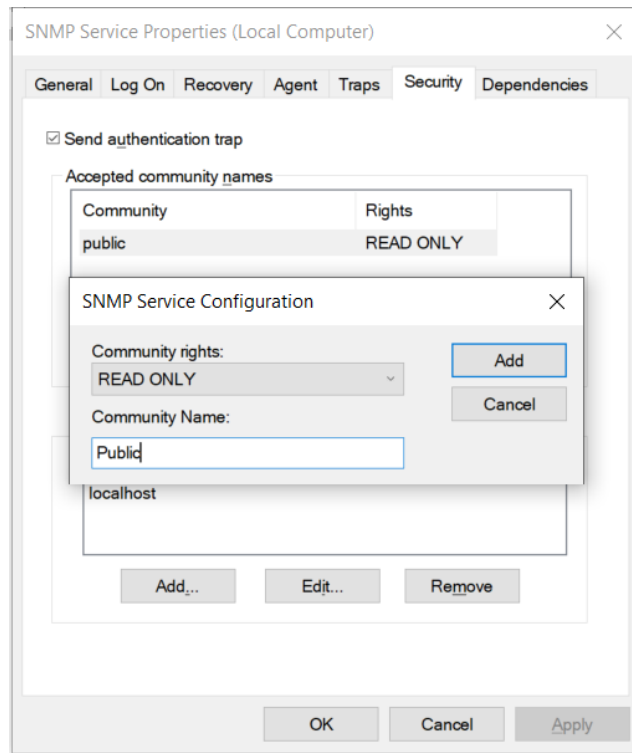 SNMP Service Properties (Local Computer)
General Log On Recovery Agent Traps Security Dependencies
Send authentication trap
Accepted community names
Community Rights
public READ ONLY
SNMP Service Configuration
Community rights:
READ ONLY
Add
Community Name:
Cancel
Public
localhost
Add... Edit... Remove
OK Cancel Apply